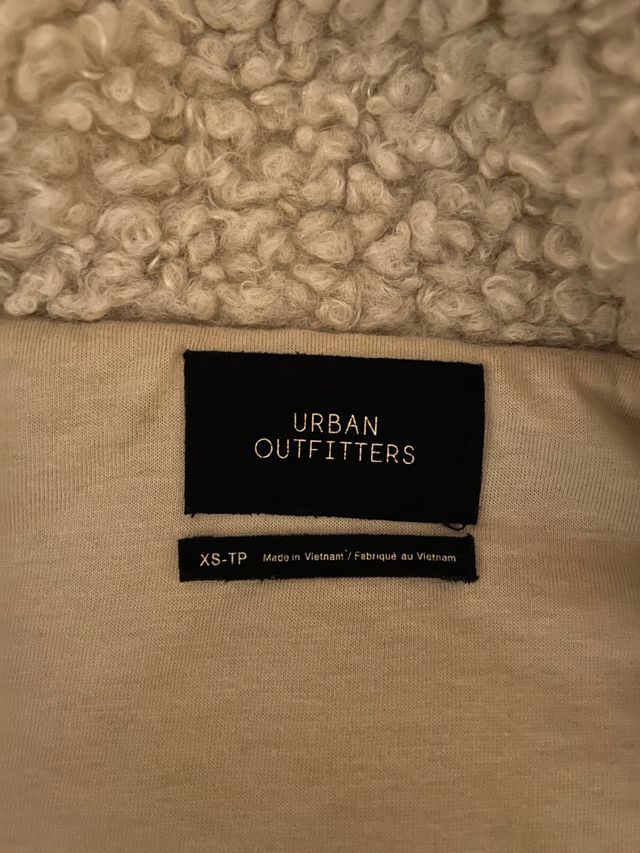 URBAN
OUTFITTERS
XS-TP Made in Vietnam / Fabriqué au Vietnam